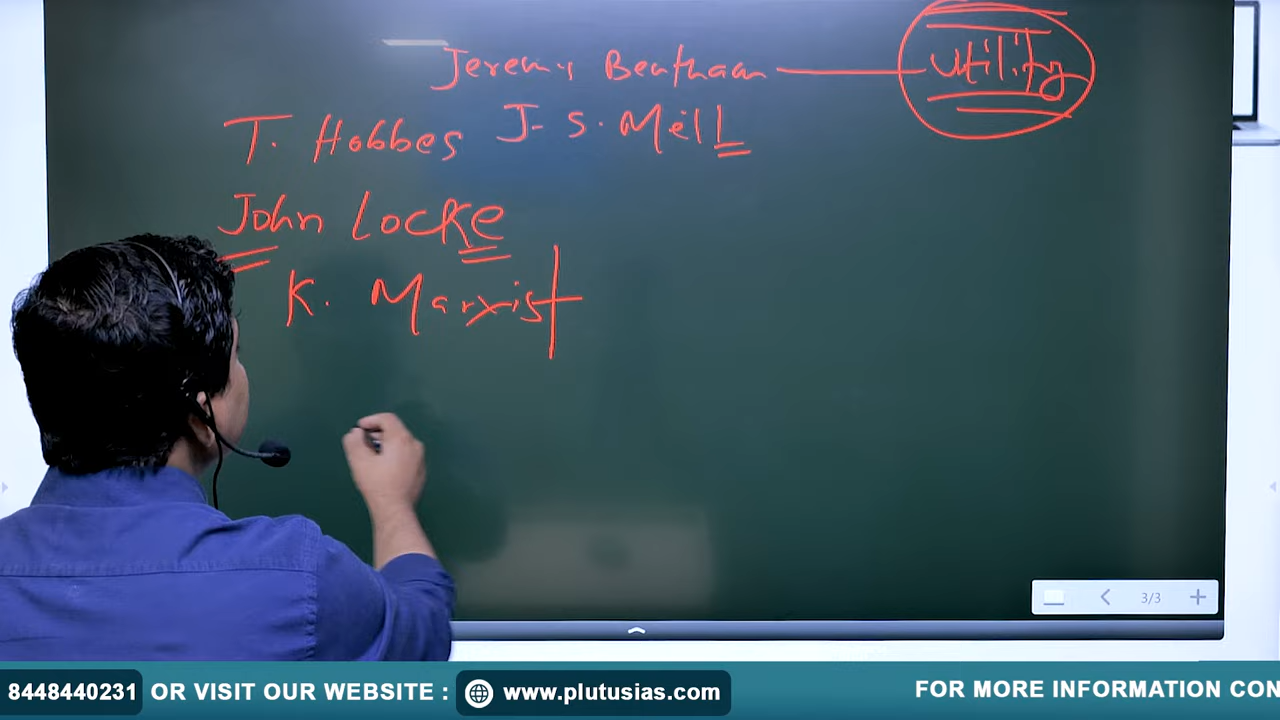 Jeremy Bentham — Utility
T. Hobbes J. S. Mill
John Locke
K. Marxist
3/3
8448440231 OR VISIT OUR WEBSITE : www.plutusias.com FOR MORE INFORMATION CON